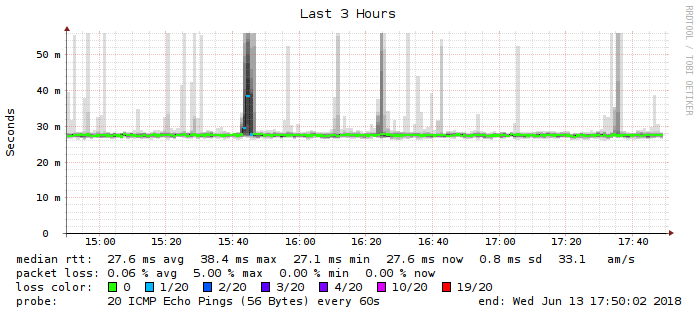 Last 3 Hours
RRDTOOL / TOBI OETIKER
Seconds
50 m
40 m
30 m
20 m
10 m
0
15:00 15:20 15:40 16:00 16:20 16:40 17:00 17:20 17:40
median rtt: 27.6 ms avg 38.4 ms max 27.1 ms min 27.6 ms now 0.8 ms sd 33.1 am/s
packet loss: 0.06 % avg 5.00 % max 0.00 % min 0.00 % now
loss color: 0 1/20 2/20 3/20 4/20 10/20 19/20
probe: 20 ICMP Echo Pings (56 Bytes) every 60s end: Wed Jun 13 17:50:02 2018